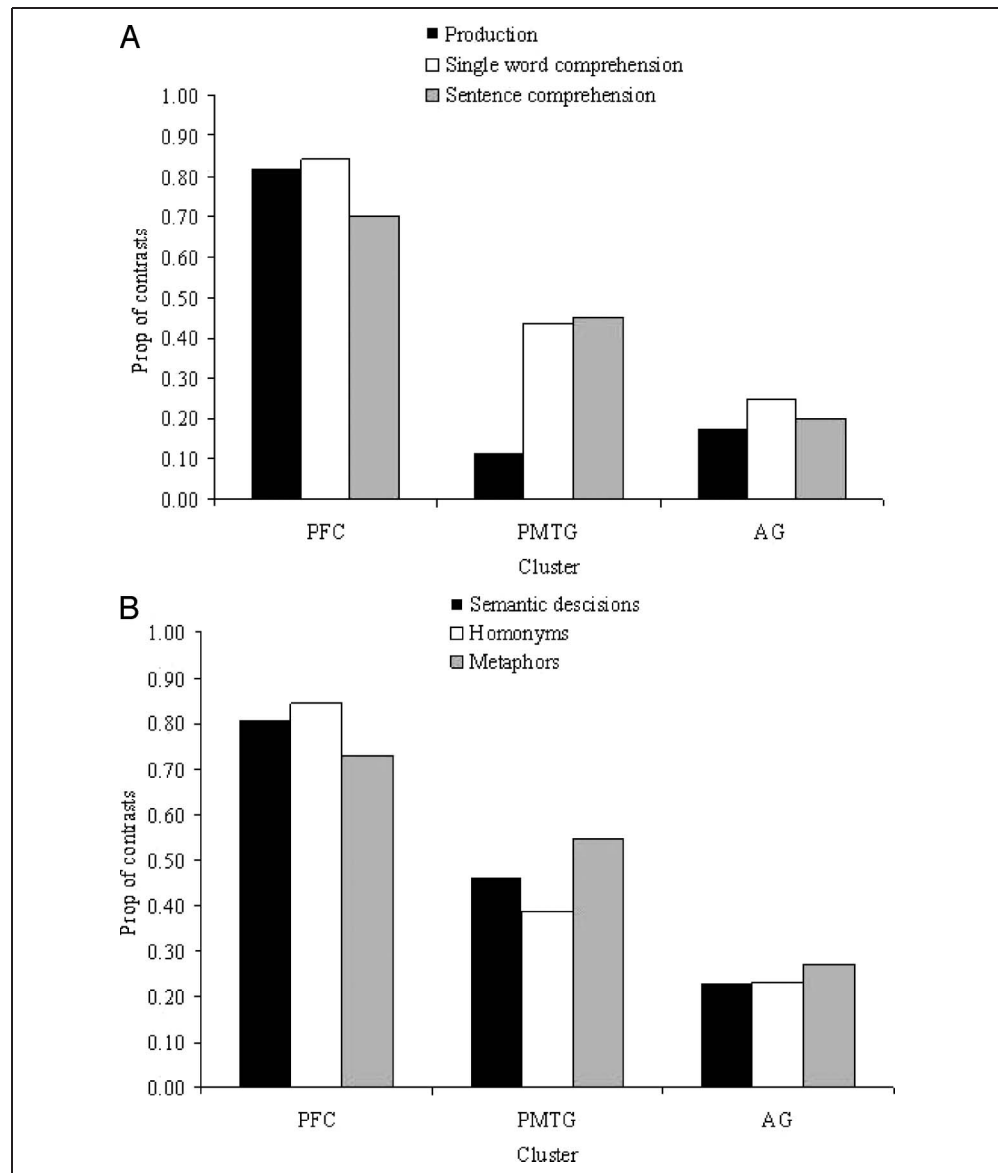 A
Production
Single word comprehension
Sentence comprehension
1.00
0.90
0.80
0.70
0.60
0.50
0.40
0.30
0.20
0.10
0.00
Prop of contrasts
PFC PMTG AG
Cluster
B
Semantic descisions
Homonyms
Metaphors
1.00
0.90
0.80
0.70
0.60
0.50
0.40
0.30
0.20
0.10
0.00
Prop of contrasts
PFC PMTG AG
Cluster